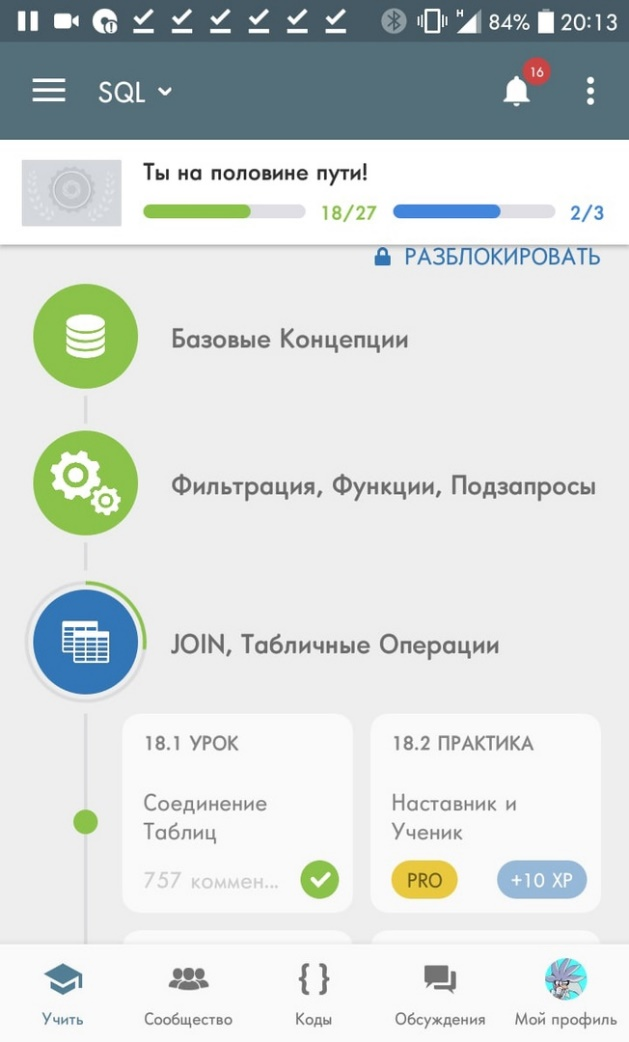 H 84% 20:13
SQL
16
Ты на половине пути!
18/27 2/3
РАЗБЛОКИРОВАТЬ
Базовые Концепции
Фильтрация, Функции, Подзапросы
JOIN, Табличные Операции
18.1 УРОК
Соединение
Таблиц
757 коммен...
18.2 ПРАКТИКА
Наставник и
Ученик
PRO +10 XP
Учить Сообщество Коды Обсуждения Мой профиль